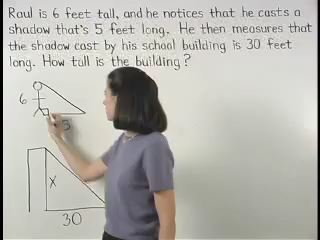 Raul is 6 feet tall, and he notices that he casts a
shadow that's 5 feet long. He then measures that
the shadow cast by his school building is 30 feet
long. How tall is the building?
6
5
x
30